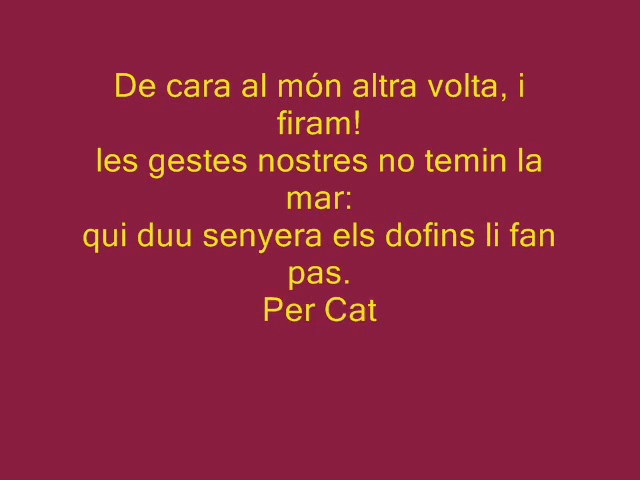 De cara al món altra volta, i
firam!
les gestes nostres no temin la
mar:
qui duu senyera els dofins li fan
pas.
Per Cat